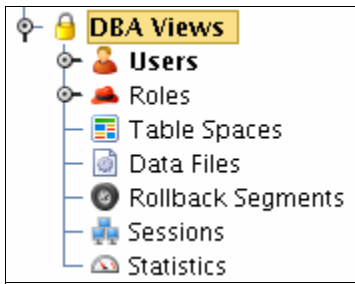 DBA Views
Users
Roles
Table Spaces
Data Files
Rollback Segments
Sessions
Statistics